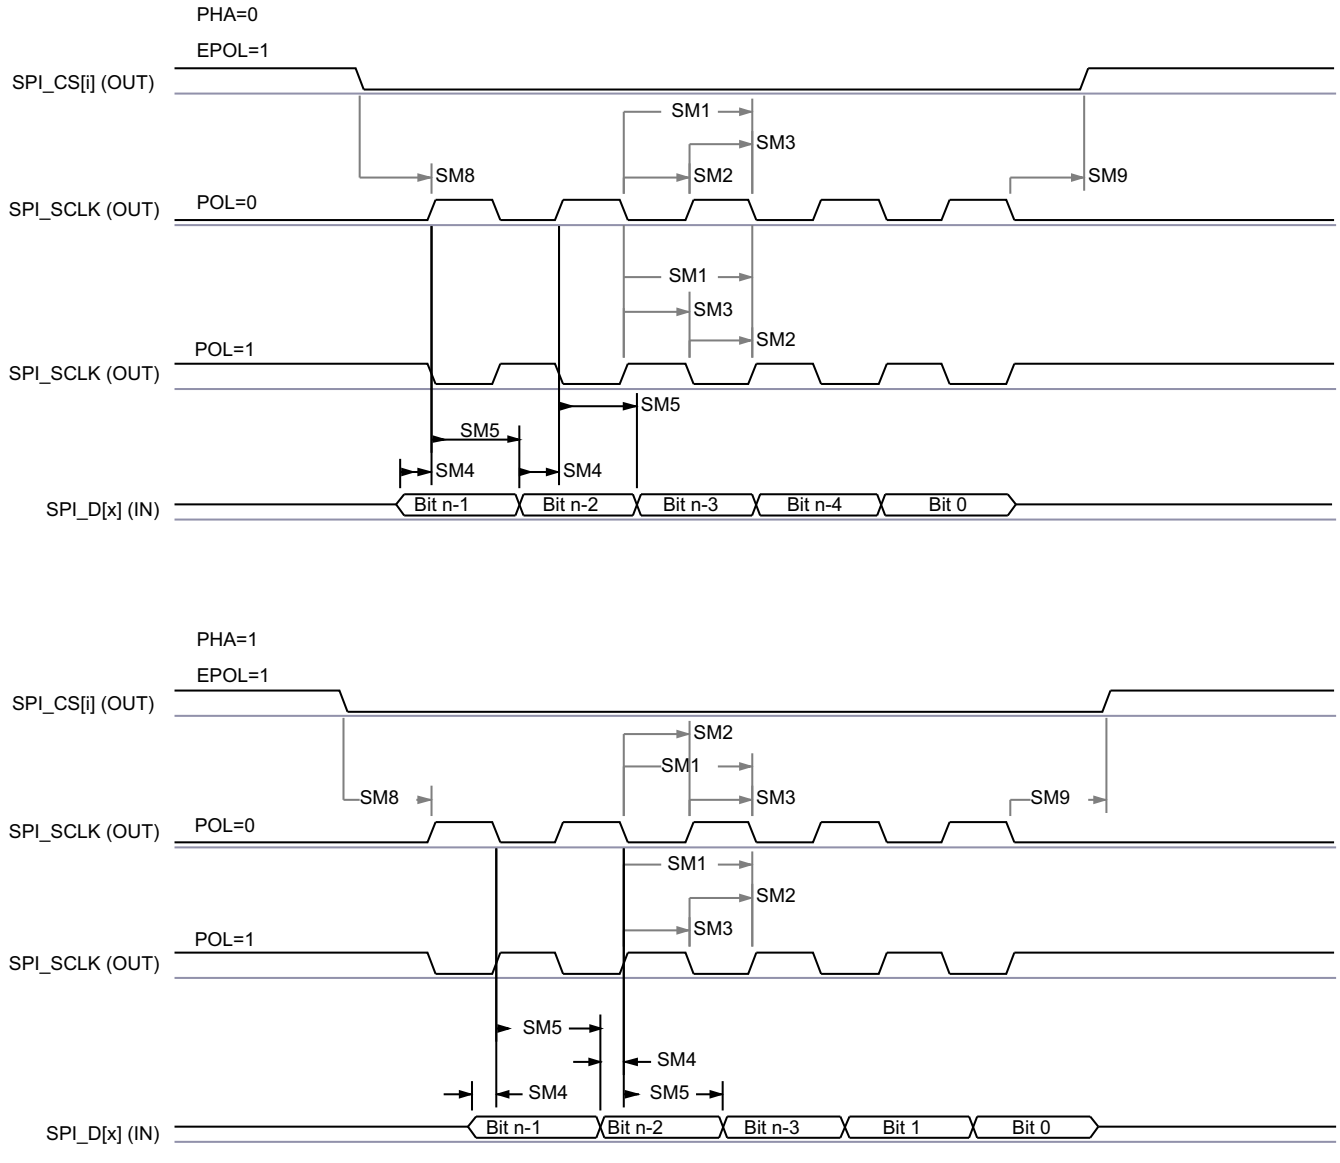 PHA=0
EPOL=1
SPI_CS[i] (OUT)
SM1
SM3
SM8
SM2
SM9
POL=0
SPI_SCLK (OUT)
SM1
SM3
SM2
POL=1
SPI_SCLK (OUT)
SM5
SM5
SM4
SM4
SPI_D[x] (IN)
Bit n-1
Bit n-2
Bit n-3
Bit n-4
Bit 0
PHA=1
EPOL=1
SPI_CS[i] (OUT)
SM2
SM1
SM8
SM3
SM9
POL=0
SPI_SCLK (OUT)
SM1
SM2
SM3
POL=1
SPI_SCLK (OUT)
SM5
SM4
SM4
SM5
SPI_D[x] (IN)
Bit n-1
Bit n-2
Bit n-3
Bit 1
Bit 0